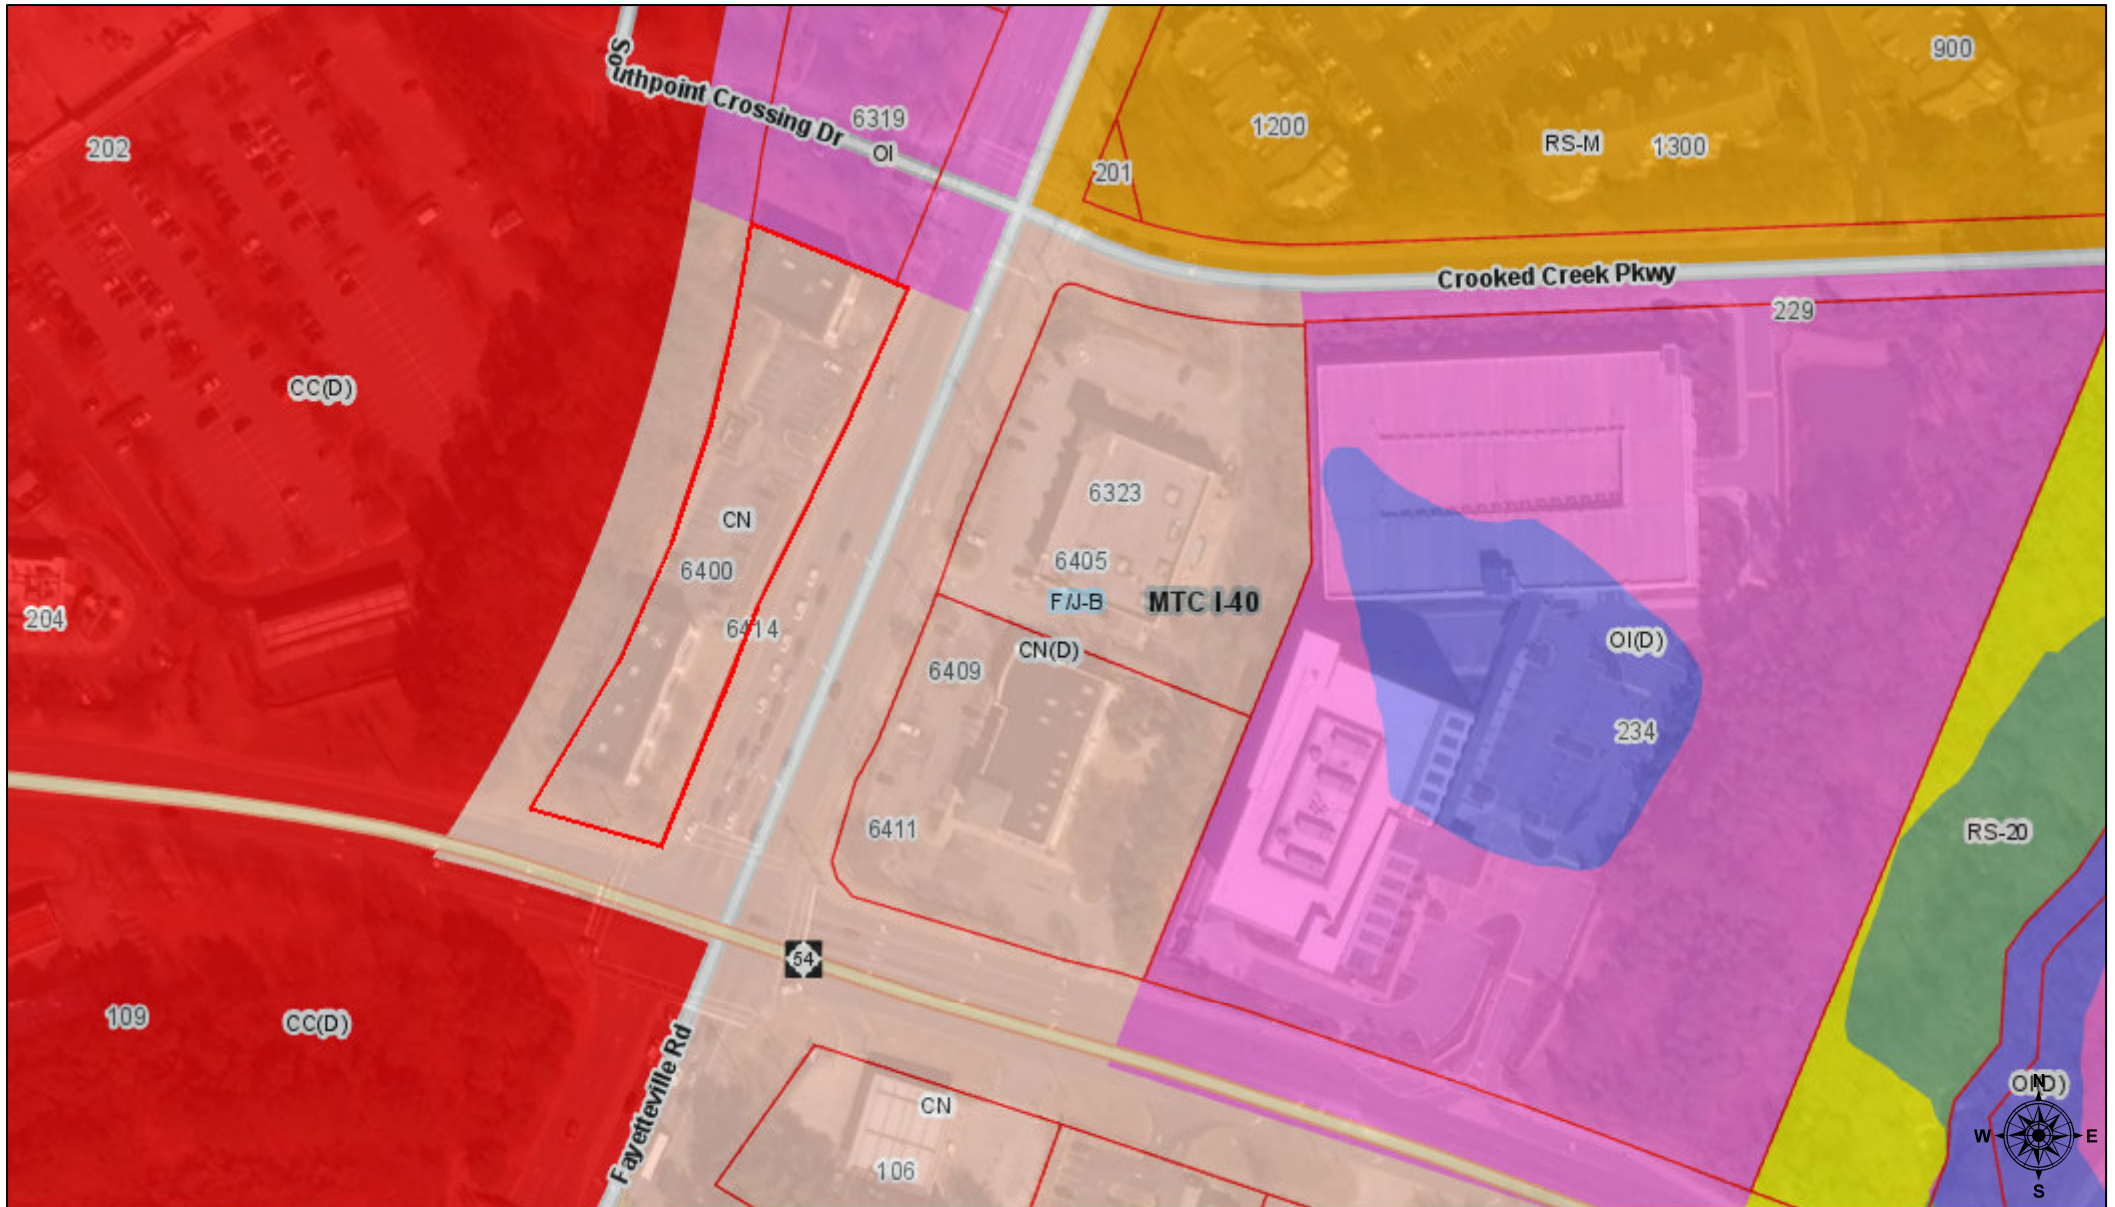 900
Southpoint Crossing Dr
6319
OI
1200
RS-M
1300
202
201
Crooked Creek Pkwy
229
CC(D)
6323
CN
6405
6400
F/J-B
MTC I-40
204
6414
CN(D)
OI(D)
6409
234
6411
RS-20
54
109
CC(D)
Fayetteville Rd
OI(D)
N
CN
W
E
106
S